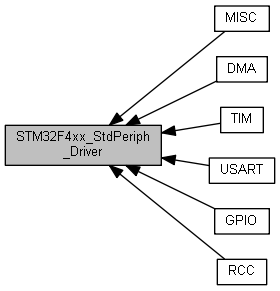 MISC
DMA
TIM
STM32F4xx_StdPeriph
_Driver
USART
GPIO
RCC